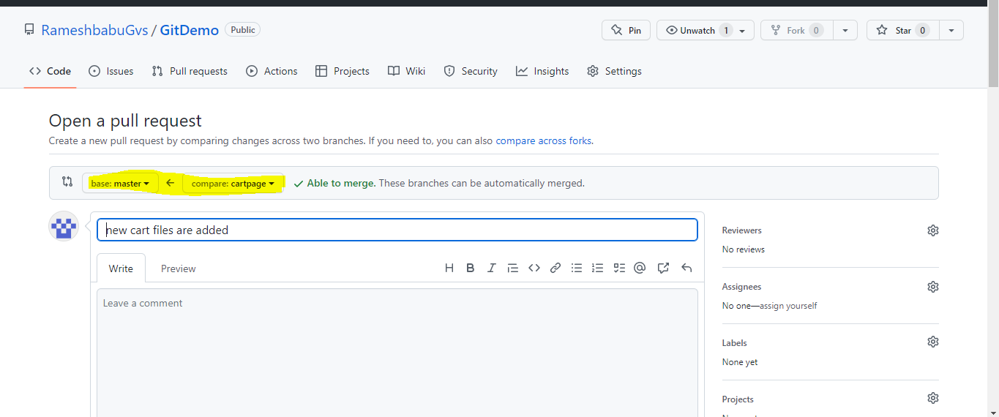 RameshbabuGvs / GitDemo Public
Pin
Unwatch 1
Fork 0
Star 0
Code
Issues
Pull requests
Actions
Projects
Wiki
Security
Insights
Settings
Open a pull request
Create a new pull request by comparing changes across two branches. If you need to, you can also compare across forks.
base: master
compare: cartpage
Able to merge. These branches can be automatically merged.
new cart files are added
Write
Preview
Leave a comment
Reviewers
No reviews
Assignees
No one—assign yourself
Labels
None yet
Projects